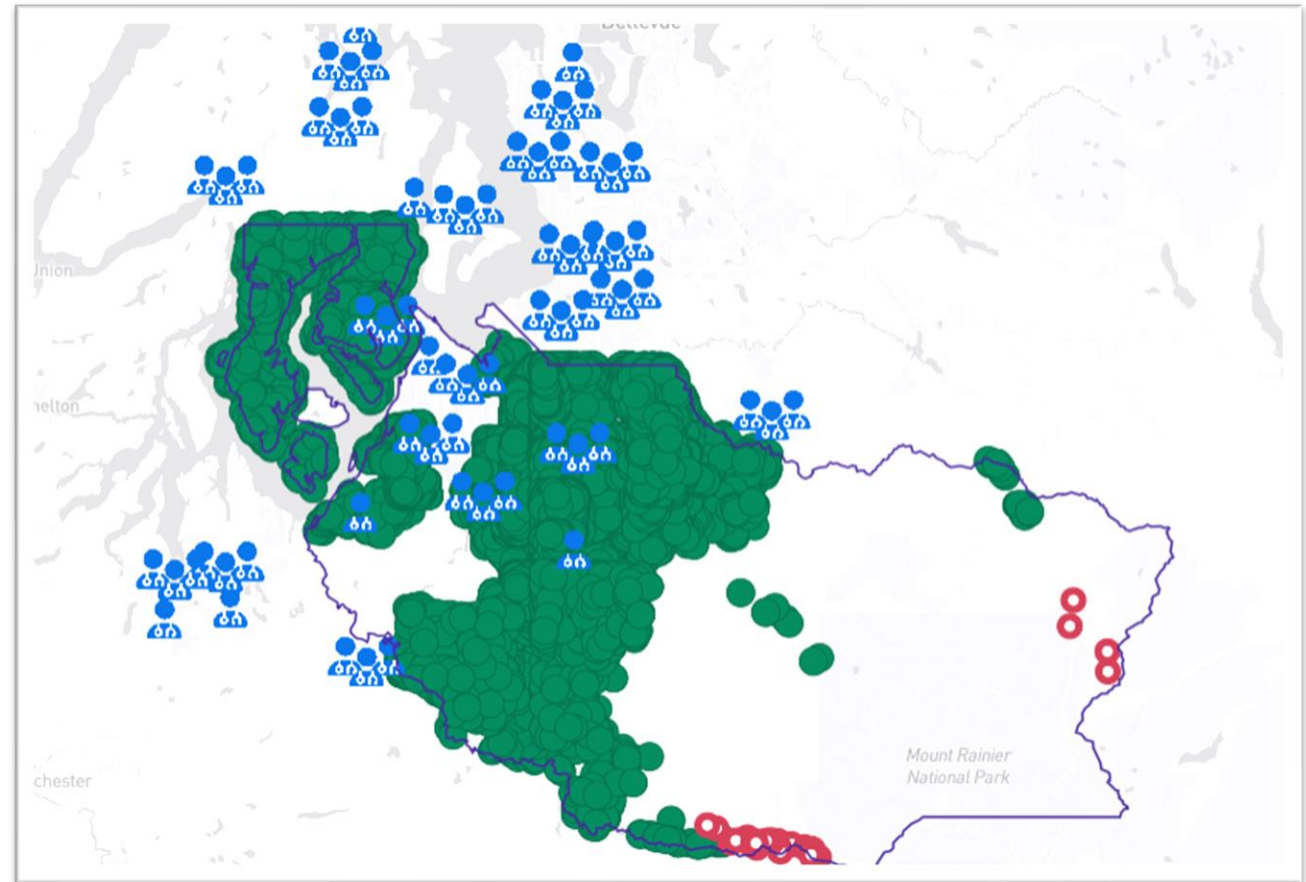 Bellevue
Union
helton
Mount Rainier
National Park
chester